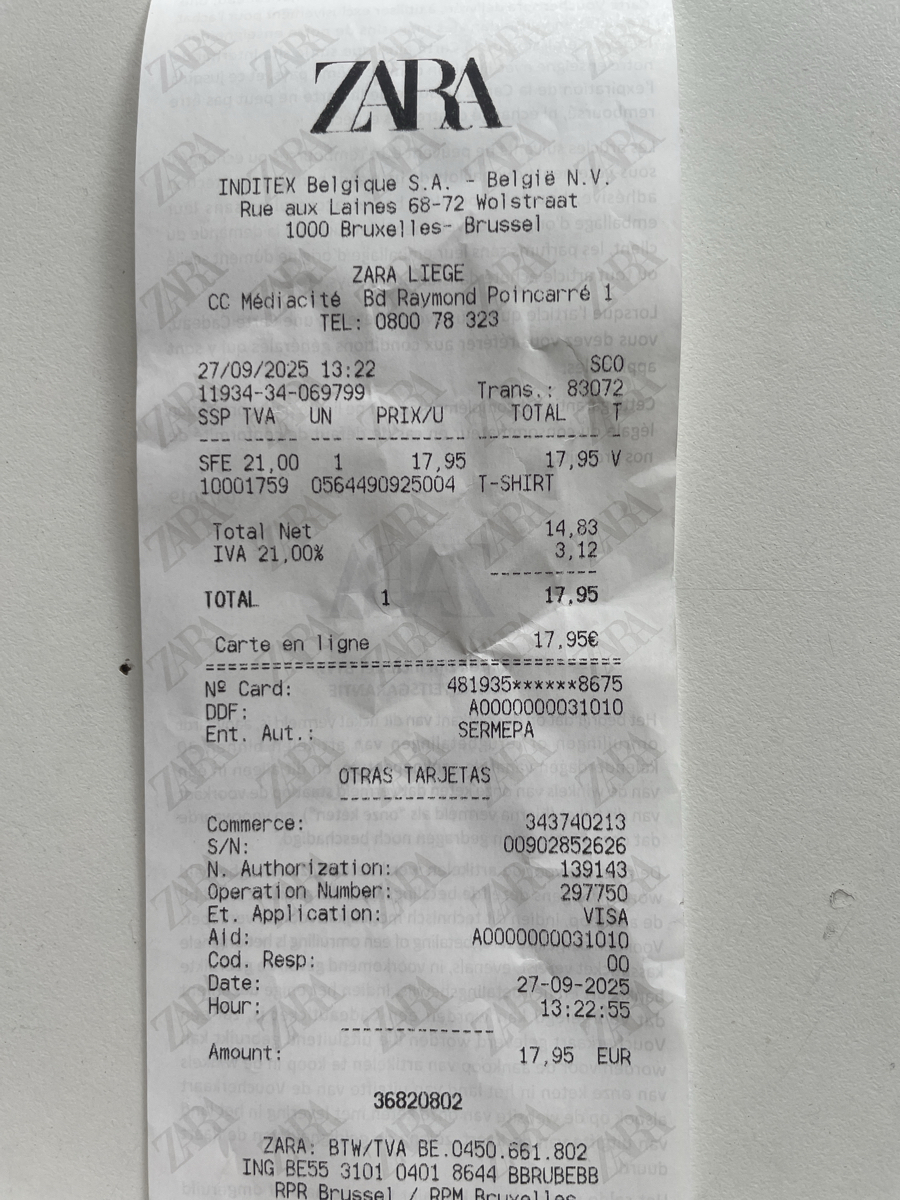 ZARA
INDITEX Belgique S.A. - België N.V.
Rue aux Laines 68-72 Wolstraat
1000 Bruxelles- Brussel
ZARA LIEGE
CC Médiacité Bd Raymond Poincarré 1
TEL: 0800 78 323
27/09/2025 13:22 SCO
11934-34-069799 Trans.: 83072
SSP TVA UN PRIX/U TOTAL T
--- ---- --- ---------- ----------- -
SFE 21,00 1 17,95 17,95 V
10001759 0564490925004 T-SHIRT
Total Net 14,83
IVA 21,00% 3,12
----------
TOTAL 1 17,95
Carte en ligne 17,95€
======================================
Nº Card: 481935******8675
DDF: A0000000031010
Ent. Aut.: SERMEPA
OTRAS TARJETAS
--------------
Commerce: 343740213
S/N: 00902852626
N. Authorization: 139143
Operation Number: 297750
Et. Application: VISA
Aid: A0000000031010
Cod. Resp: 00
Date: 27-09-2025
Hour: 13:22:55
--------------
Amount: 17,95 EUR
36820802
ZARA: BTW/TVA BE.0450.661.802
ING BE55 3101 0401 8644 BBRUBEBB
RPR Brussel / RPM Bruxelles